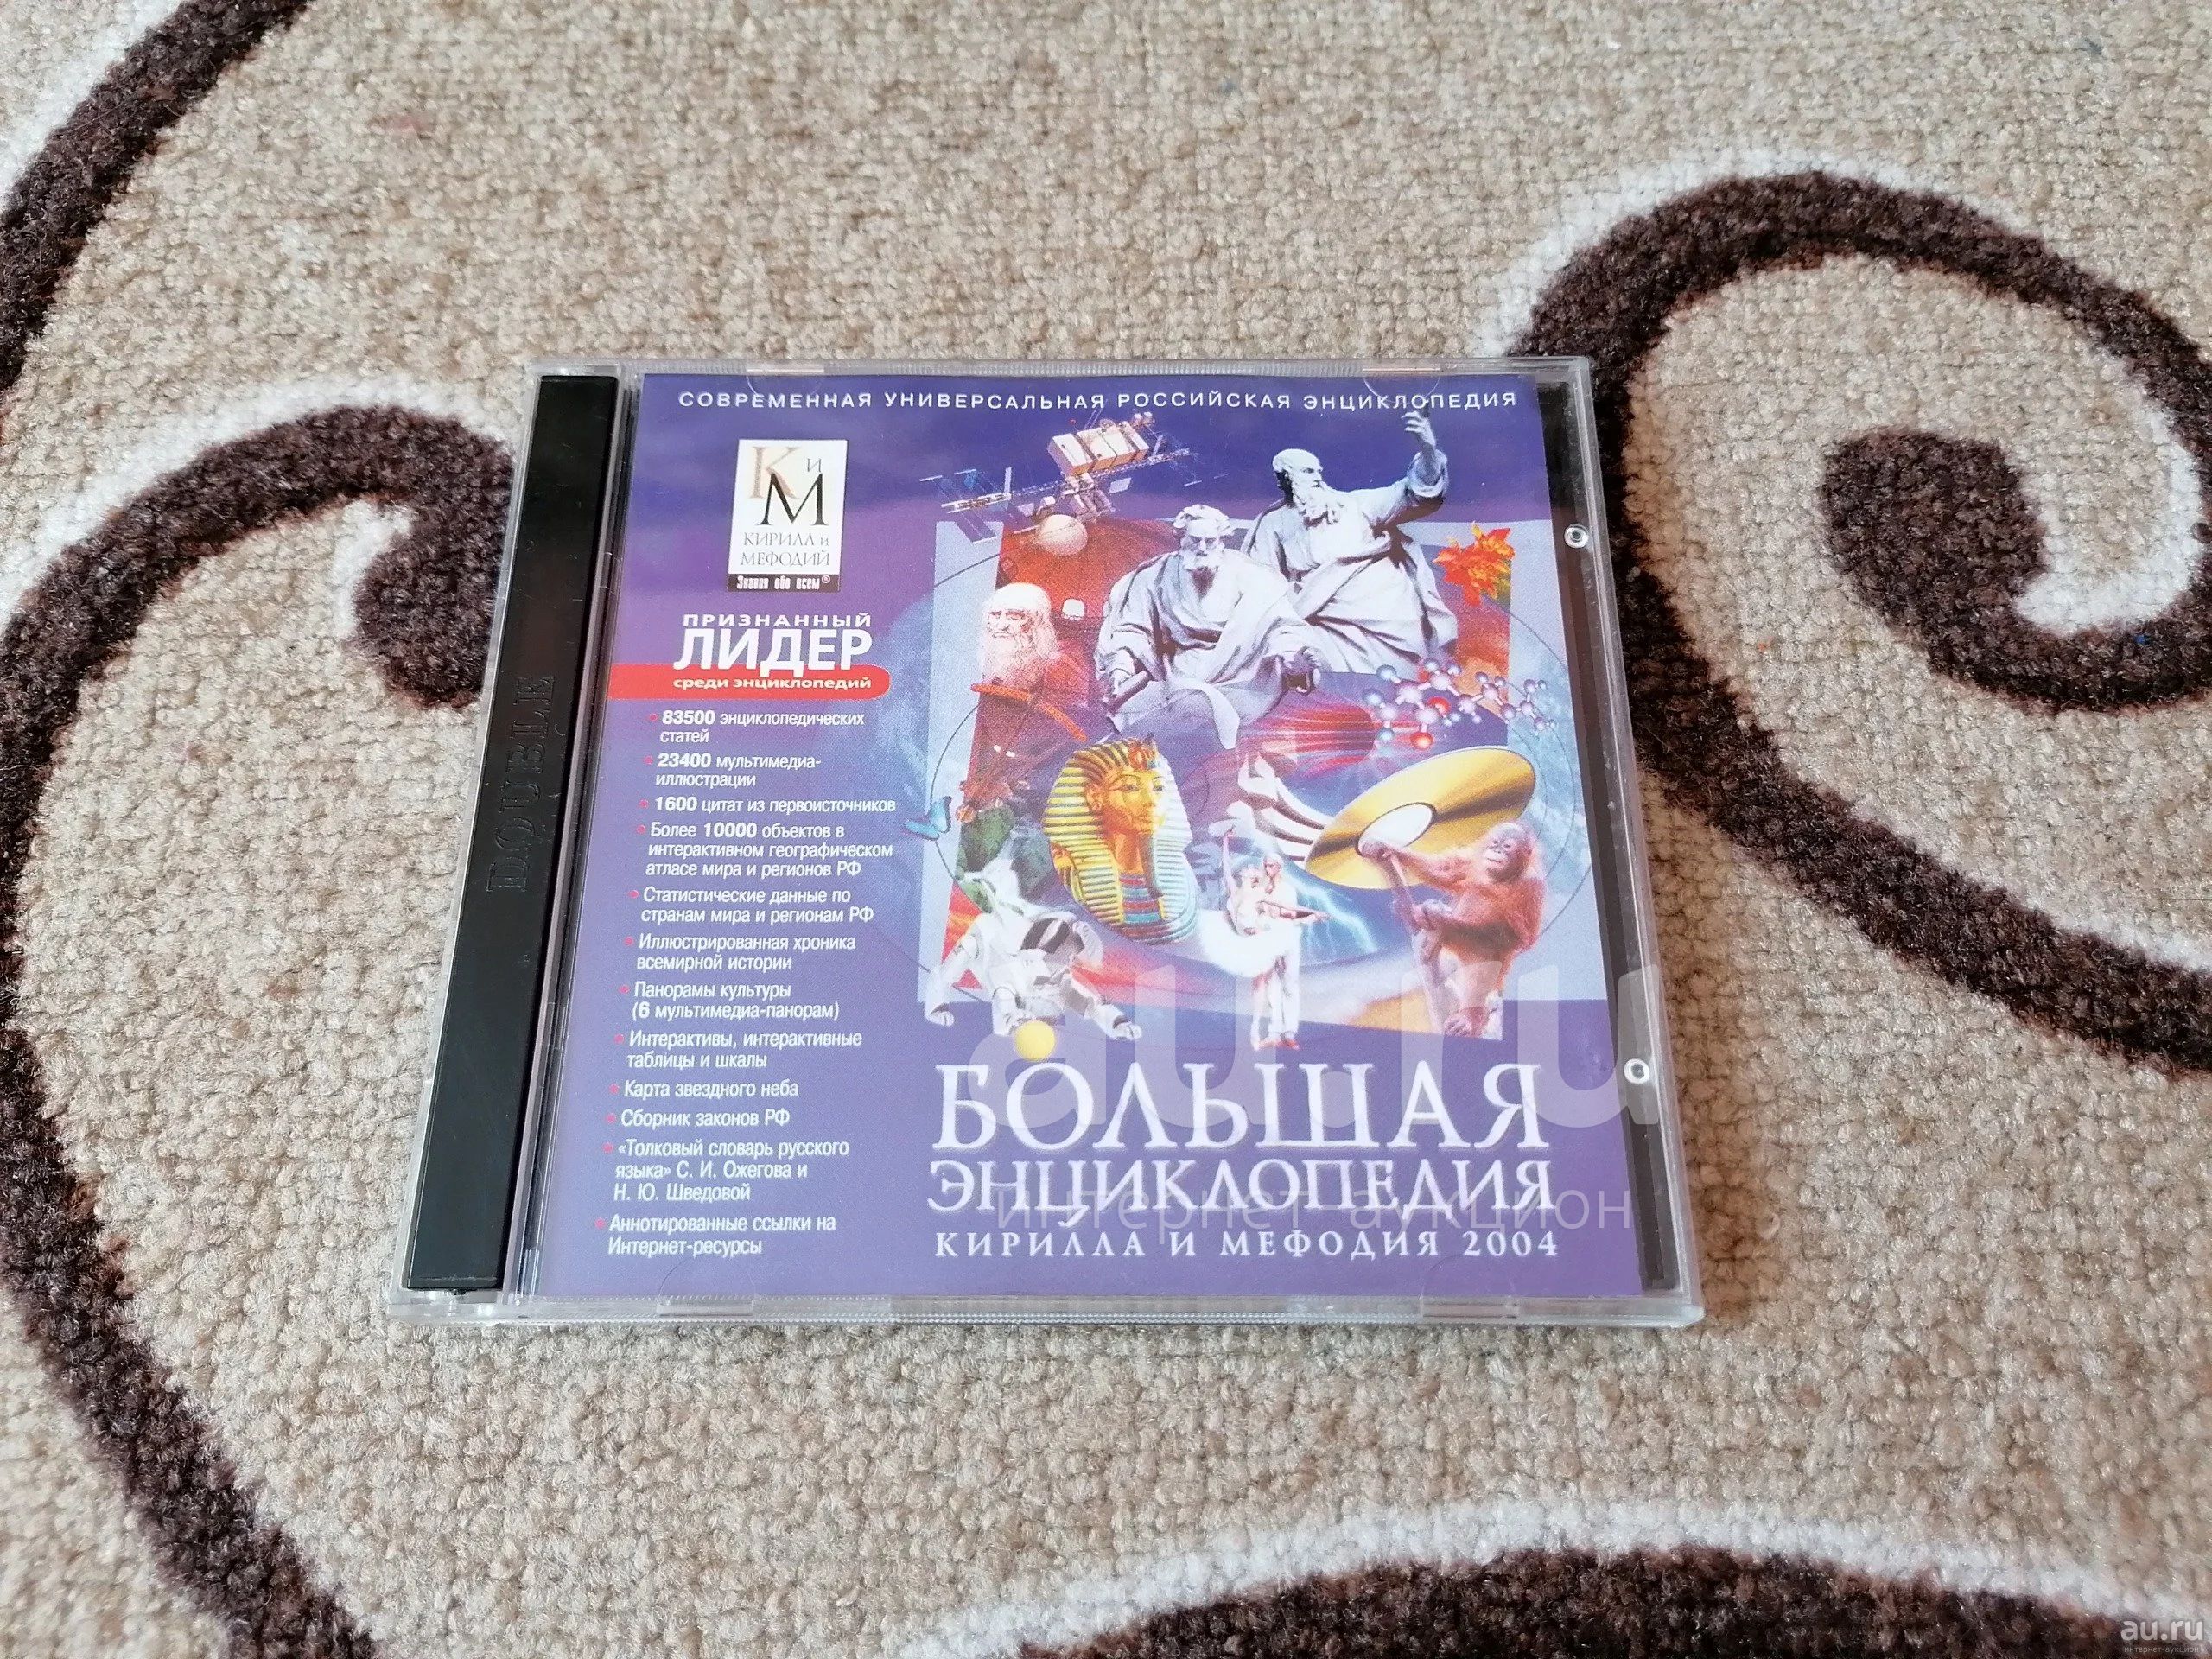 СОВРЕМЕННАЯ УНИВЕРСАЛЬНАЯ РОССИЙСКАЯ ЭНЦИКЛОПЕДИЯ
К и
М
КИРИЛЛ и
МЕФОДИЙ
Знания обо всем®
ПРИЗНАННЫЙ
ЛИДЕР
среди энциклопедий
• 83500 энциклопедических
статей
• 23400 мультимедиа-
иллюстрации
• 1600 цитат из первоисточников
• Более 10000 объектов в
интерактивном географическом
атласе мира и регионов РФ
• Статистические данные по
странам мира и регионам РФ
• Иллюстрированная хроника
всемирной истории
• Панорамы культуры
(6 мультимедиа-панорам)
• Интерактивы, интерактивные
таблицы и шкалы
• Карта звездного неба
• Сборник законов РФ
• «Толковый словарь русского
языка» С. И. Ожегова и
Н. Ю. Шведовой
• Аннотированные ссылки на
Интернет-ресурсы
БОЛЬШАЯ
ЭНЦИКЛОПЕДИЯ
КИРИЛЛА И МЕФОДИЯ 2004
DOUBLE
au.ru
интернет-аукцион
au.ru
интернет-аукцион